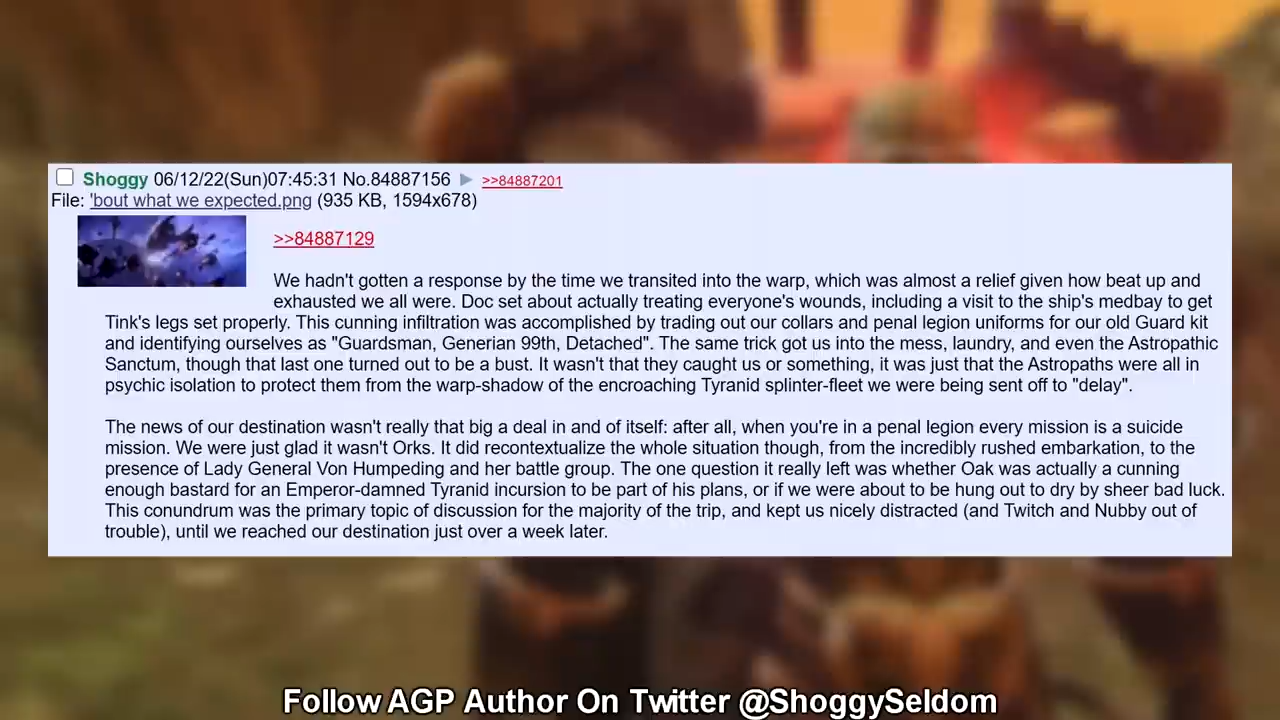 Shoggy 06/12/22(Sun)07:45:31 No.84887156 ▶ >>84887201
File: 'bout what we expected.png (935 KB, 1594x678)
>>84887129
We hadn't gotten a response by the time we transited into the warp, which was almost a relief given how beat up and
exhausted we all were. Doc set about actually treating everyone's wounds, including a visit to the ship's medbay to get
Tink's legs set properly. This cunning infiltration was accomplished by trading out our collars and penal legion uniforms for our old Guard kit
and identifying ourselves as "Guardsman, Generian 99th, Detached". The same trick got us into the mess, laundry, and even the Astropathic
Sanctum, though that last one turned out to be a bust. It wasn't that they caught us or something, it was just that the Astropaths were all in
psychic isolation to protect them from the warp-shadow of the encroaching Tyranid splinter-fleet we were being sent off to "delay".
The news of our destination wasn't really that big a deal in and of itself: after all, when you're in a penal legion every mission is a suicide
mission. We were just glad it wasn't Orks. It did recontextualize the whole situation though, from the incredibly rushed embarkation, to the
presence of Lady General Von Humpeding and her battle group. The one question it really left was whether Oak was actually a cunning
enough bastard for an Emperor-damned Tyranid incursion to be part of his plans, or if we were about to be hung out to dry by sheer bad luck.
This conundrum was the primary topic of discussion for the majority of the trip, and kept us nicely distracted (and Twitch and Nubby out of
trouble), until we reached our destination just over a week later.
Follow AGP Author On Twitter @ShoggySeldom